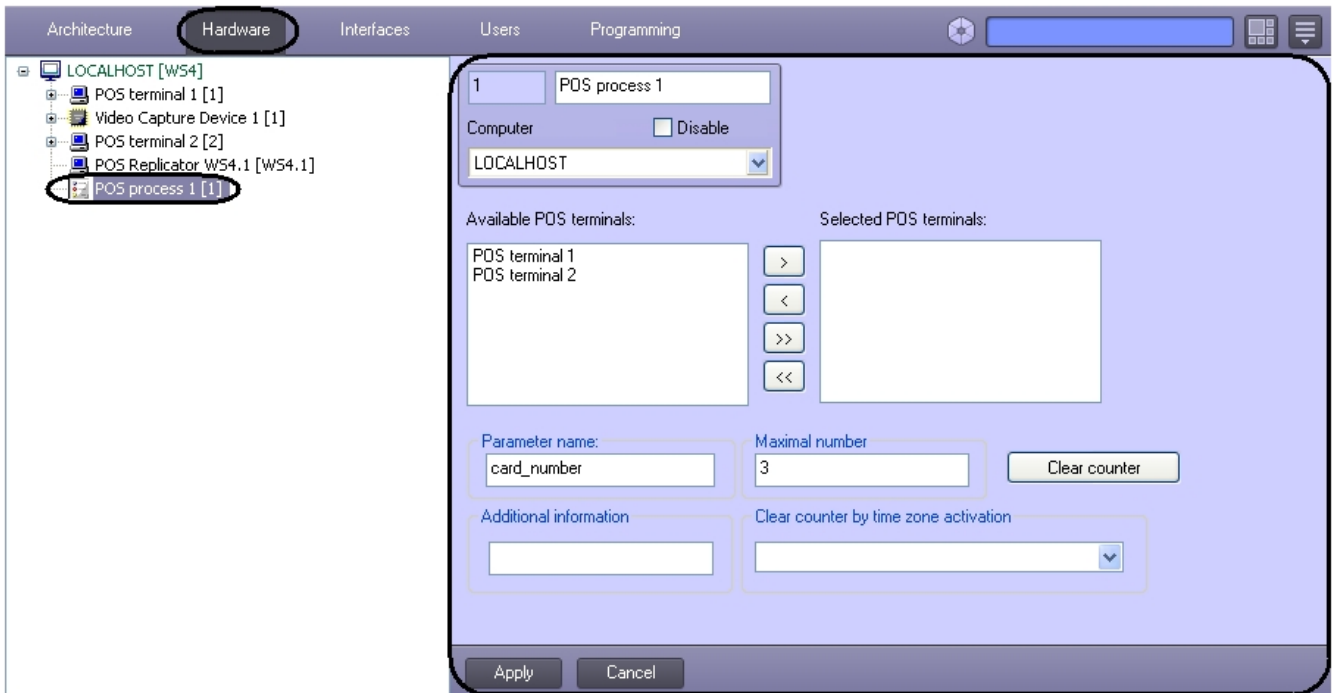 Architecture Hardware Interfaces Users Programming
LOCALHOST [WS4]
POS terminal 1 [1]
Video Capture Device 1 [1]
POS terminal 2 [2]
POS Replicator WS4.1 [WS4.1]
POS process 1 [1]
1 POS process 1
Computer Disable
LOCALHOST
Available POS terminals: Selected POS terminals:
POS terminal 1
POS terminal 2
>
<
>>
<<
Parameter name: Maximal number
card_number 3 Clear counter
Additional information Clear counter by time zone activation
Apply Cancel